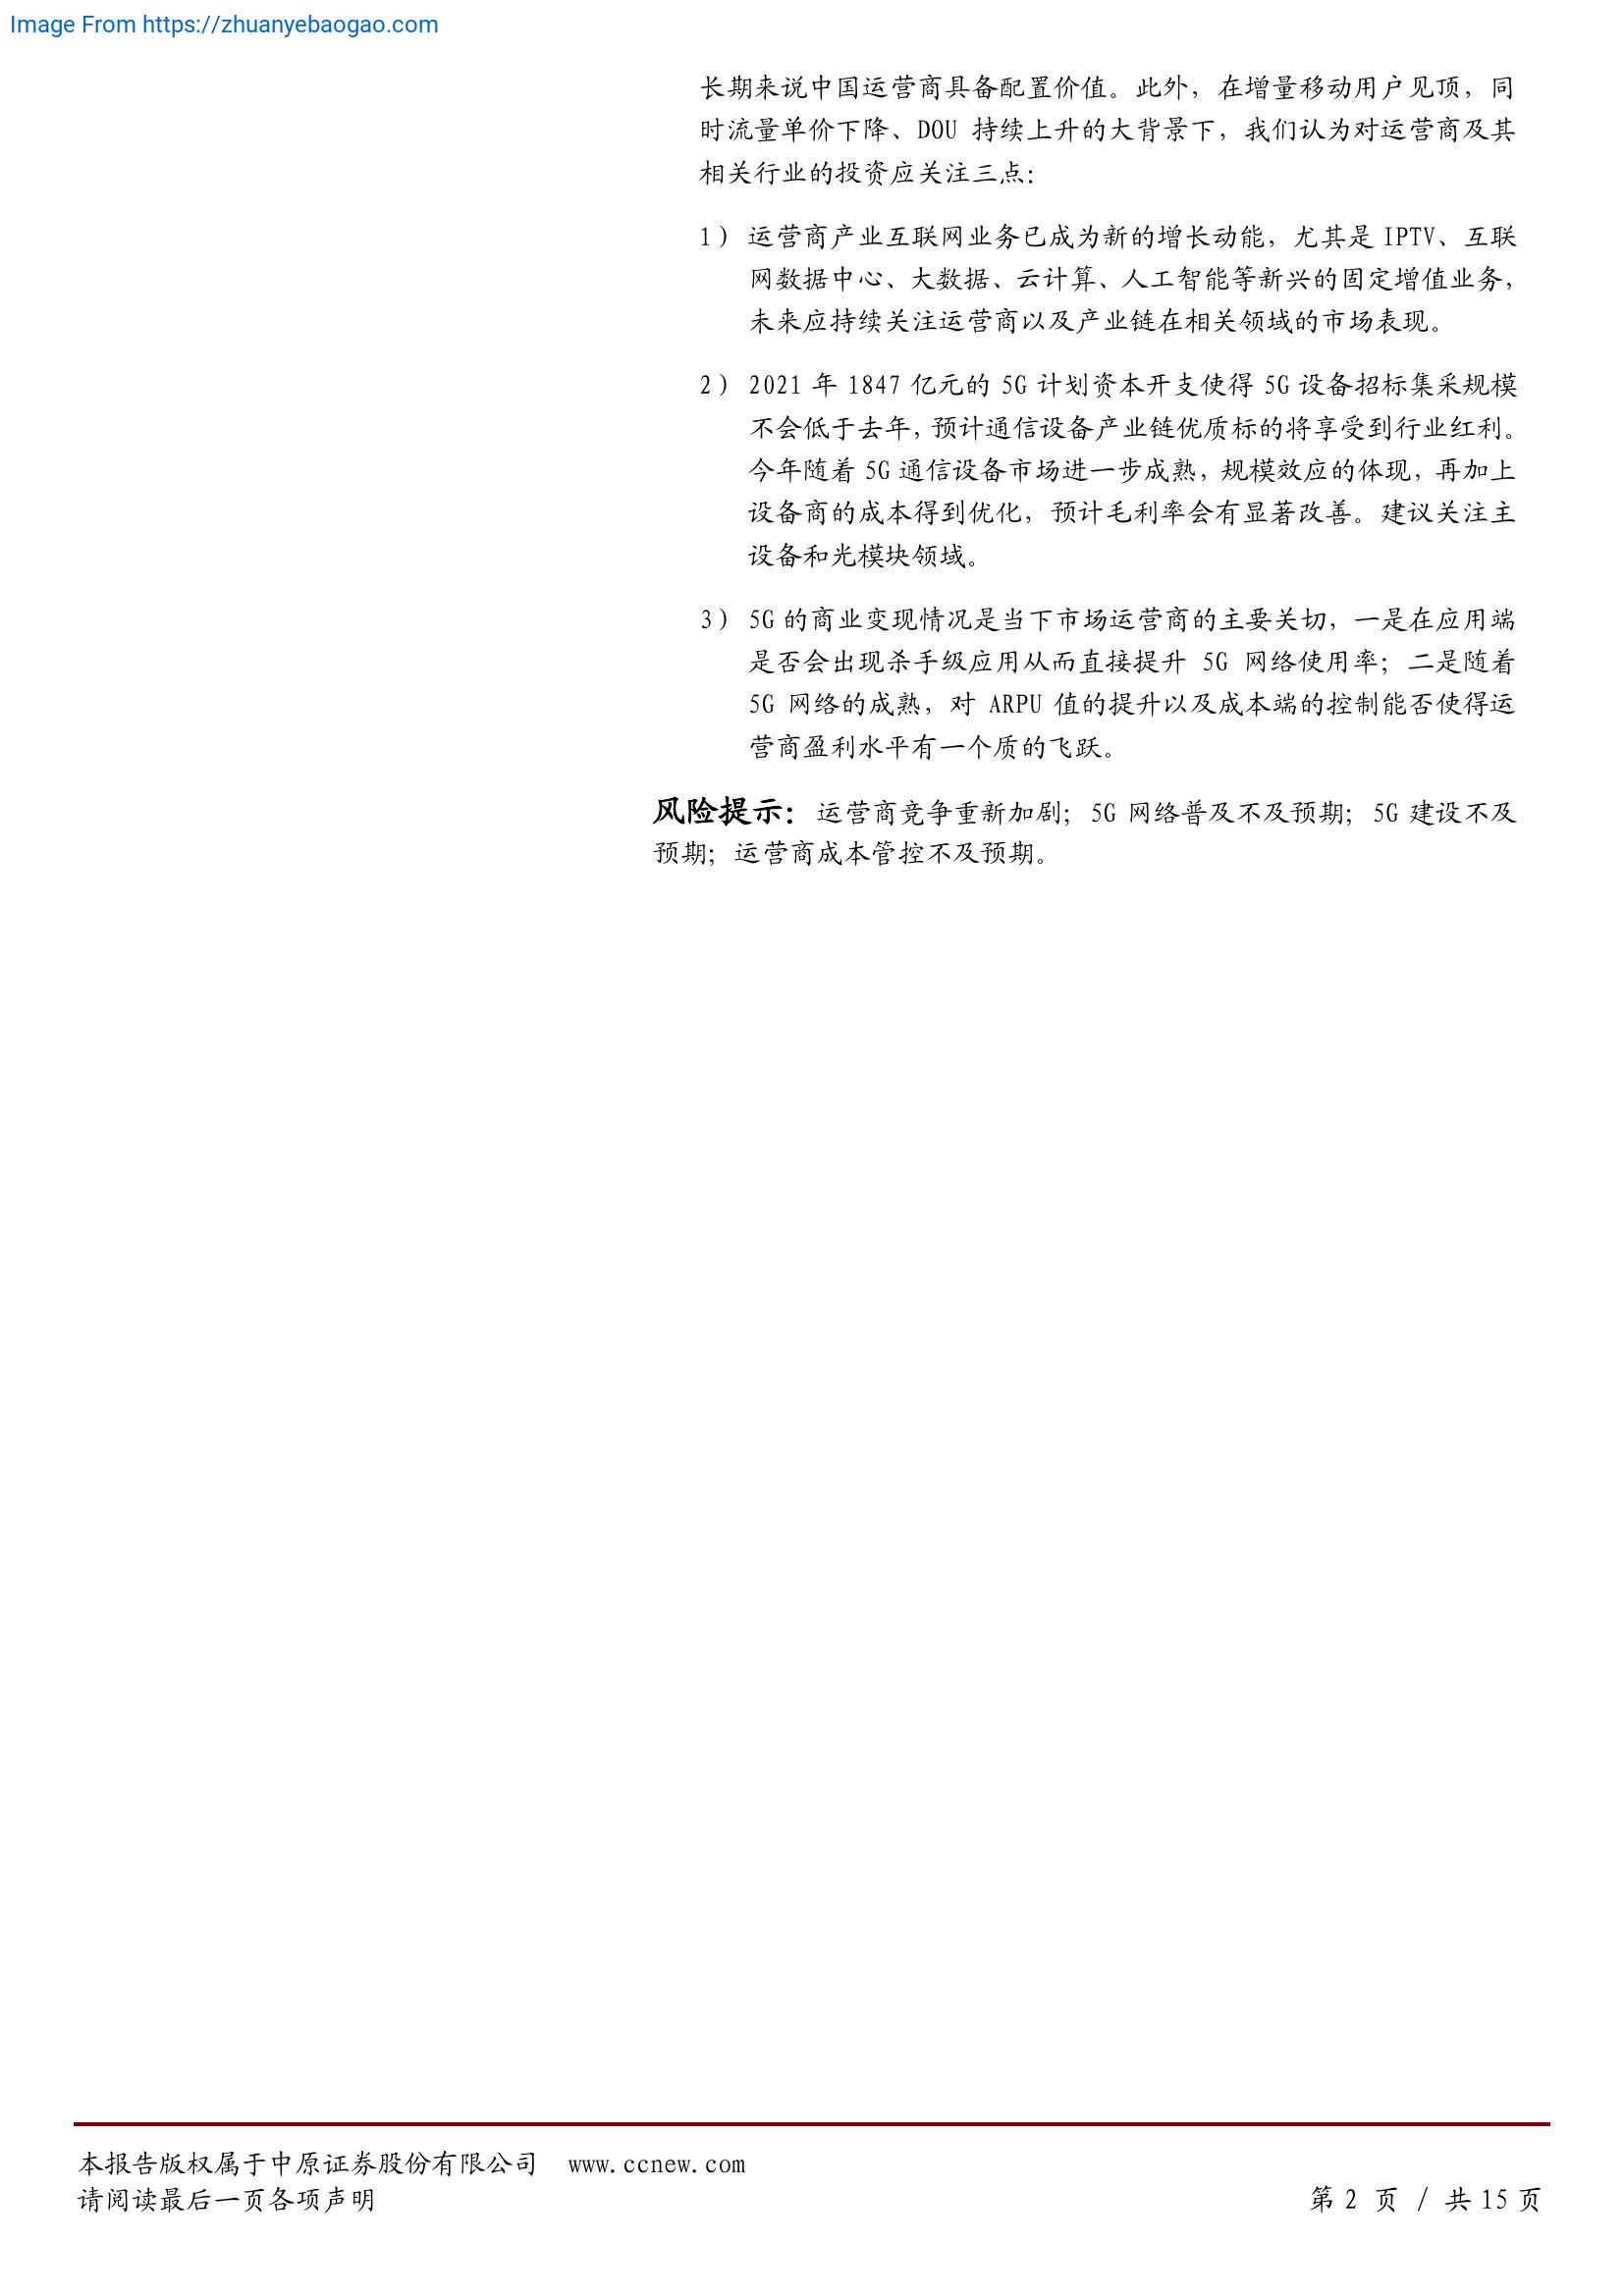 Image From https://zhuanyebaogao.com
长期来说中国运营商具备配置价值。此外，在增量移动用户见顶，同
时流量单价下降、DOU 持续上升的大背景下，我们认为对运营商及其
相关行业的投资应关注三点：
1） 运营商产业互联网业务已成为新的增长动能，尤其是 IPTV、互联
网数据中心、大数据、云计算、人工智能等新兴的固定增值业务，
未来应持续关注运营商以及产业链在相关领域的市场表现。
2） 2021 年 1847 亿元的 5G 计划资本开支使得 5G 设备招标集采规模
不会低于去年，预计通信设备产业链优质标的将享受到行业红利。
今年随着 5G 通信设备市场进一步成熟，规模效应的体现，再加上
设备商的成本得到优化，预计毛利率会有显著改善。建议关注主
设备和光模块领域。
3） 5G 的商业变现情况是当下市场运营商的主要关切，一是在应用端
是否会出现杀手级应用从而直接提升 5G 网络使用率；二是随着
5G 网络的成熟，对 ARPU 值的提升以及成本端的控制能否使得运
营商盈利水平有一个质的飞跃。
风险提示：运营商竞争重新加剧；5G 网络普及不及预期；5G 建设不及
预期；运营商成本管控不及预期。
本报告版权属于中原证券股份有限公司 www.ccnew.com
请阅读最后一页各项声明
第 2 页 / 共 15 页